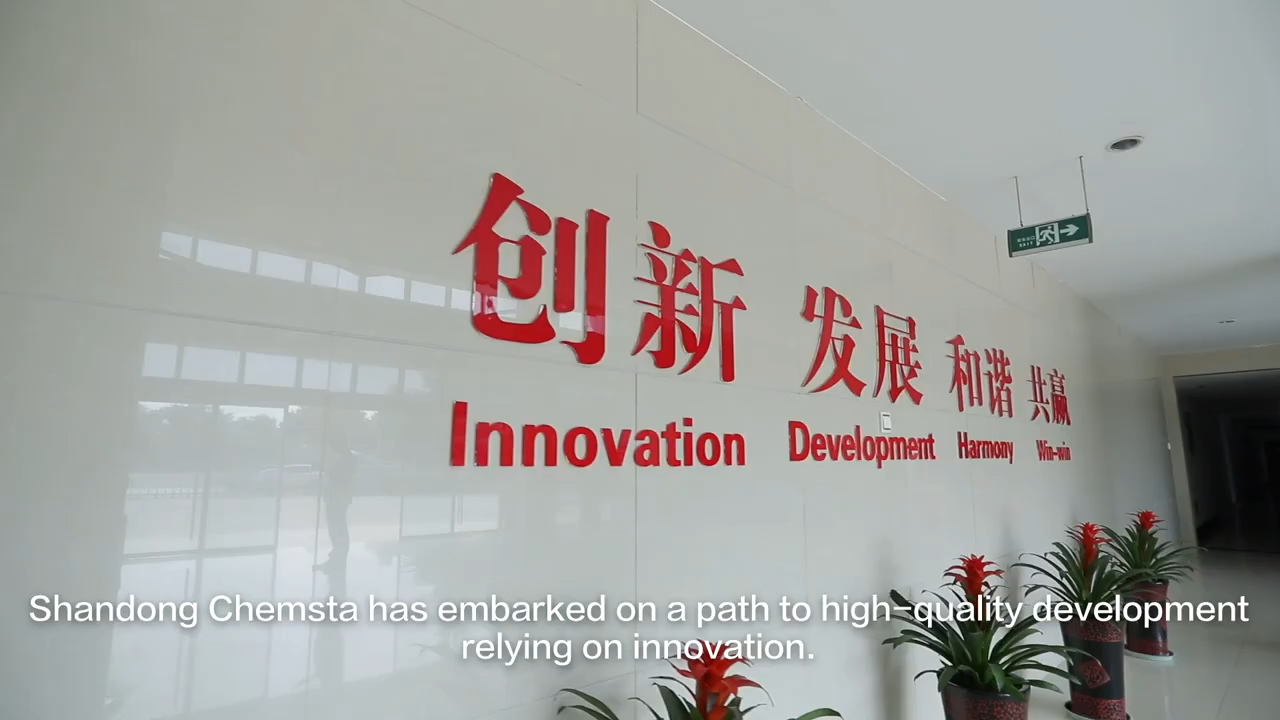 创新 发展 和谐 共赢
Innovation Development Harmony Win-win
EXIT
Shandong Chemsta has embarked on a path to high-quality development
relying on innovation.